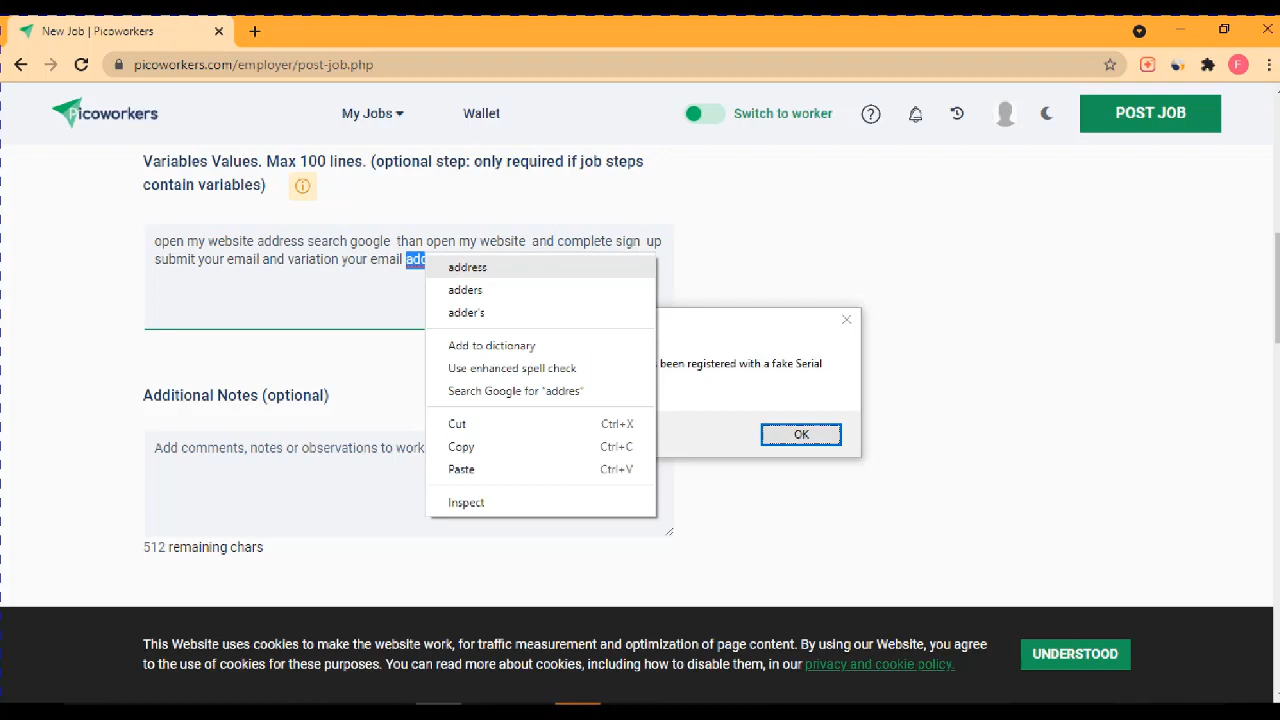 New Job | Picoworkers
picoworkers.com/employer/post-job.php
F
Picoworkers
My Jobs
Wallet
Switch to worker
POST JOB
Variables Values. Max 100 lines. (optional step: only required if job steps
contain variables)
open my website address search google than open my website and complete sign up
submit your email and variation your email add
address
adders
adder's
Add to dictionary
Use enhanced spell check
Search Google for "addres"
Cut Ctrl+X
Copy Ctrl+C
Paste Ctrl+V
Inspect
been registered with a fake Serial
OK
Additional Notes (optional)
Add comments, notes or observations to work
512 remaining chars
This Website uses cookies to make the website work, for traffic measurement and optimization of page content. By using our Website, you agree
to the use of cookies for these purposes. You can read more about cookies, including how to disable them, in our privacy and cookie policy.
UNDERSTOOD